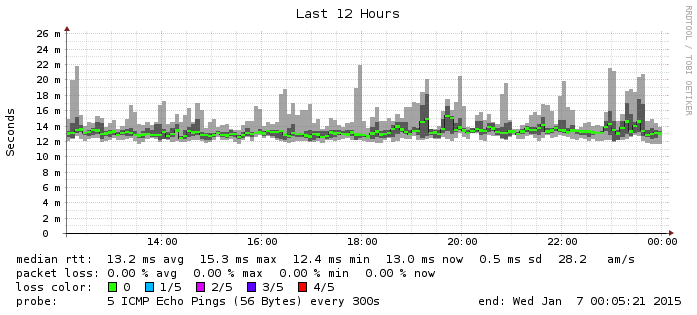 Last 12 Hours
RRDTOOL / TOBI OETIKER
Seconds
26 m
24 m
22 m
20 m
18 m
16 m
14 m
12 m
10 m
8 m
6 m
4 m
2 m
0
14:00 16:00 18:00 20:00 22:00 00:00
median rtt: 13.2 ms avg 15.3 ms max 12.4 ms min 13.0 ms now 0.5 ms sd 28.2 am/s
packet loss: 0.00 % avg 0.00 % max 0.00 % min 0.00 % now
loss color: 0 1/5 2/5 3/5 4/5
probe: 5 ICMP Echo Pings (56 Bytes) every 300s end: Wed Jan 7 00:05:21 2015